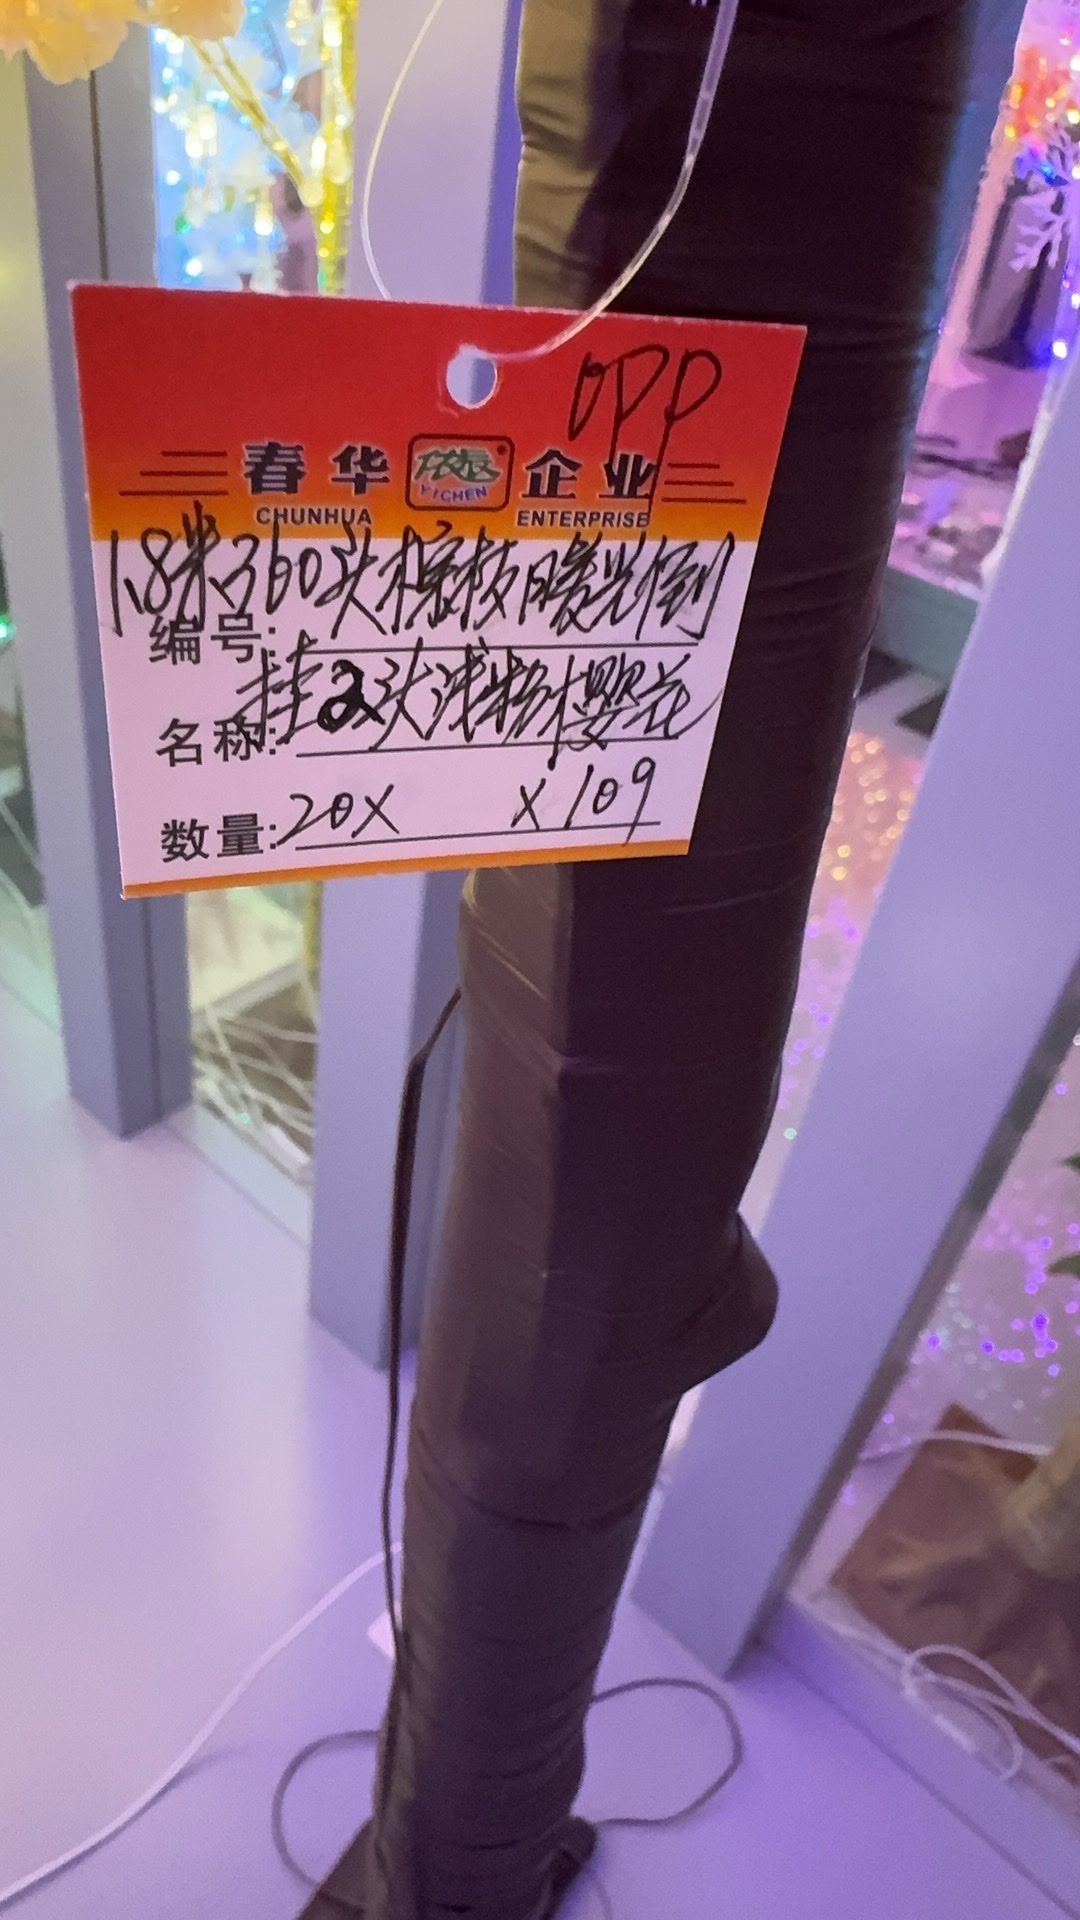 OPP
春华 依辰 YICHEN 企业
CHUNHUA ENTERPRISE
1.8米360头棕枝暖光倒
编号:
挂2头浅粉樱花
名称:
数量: 20X X109